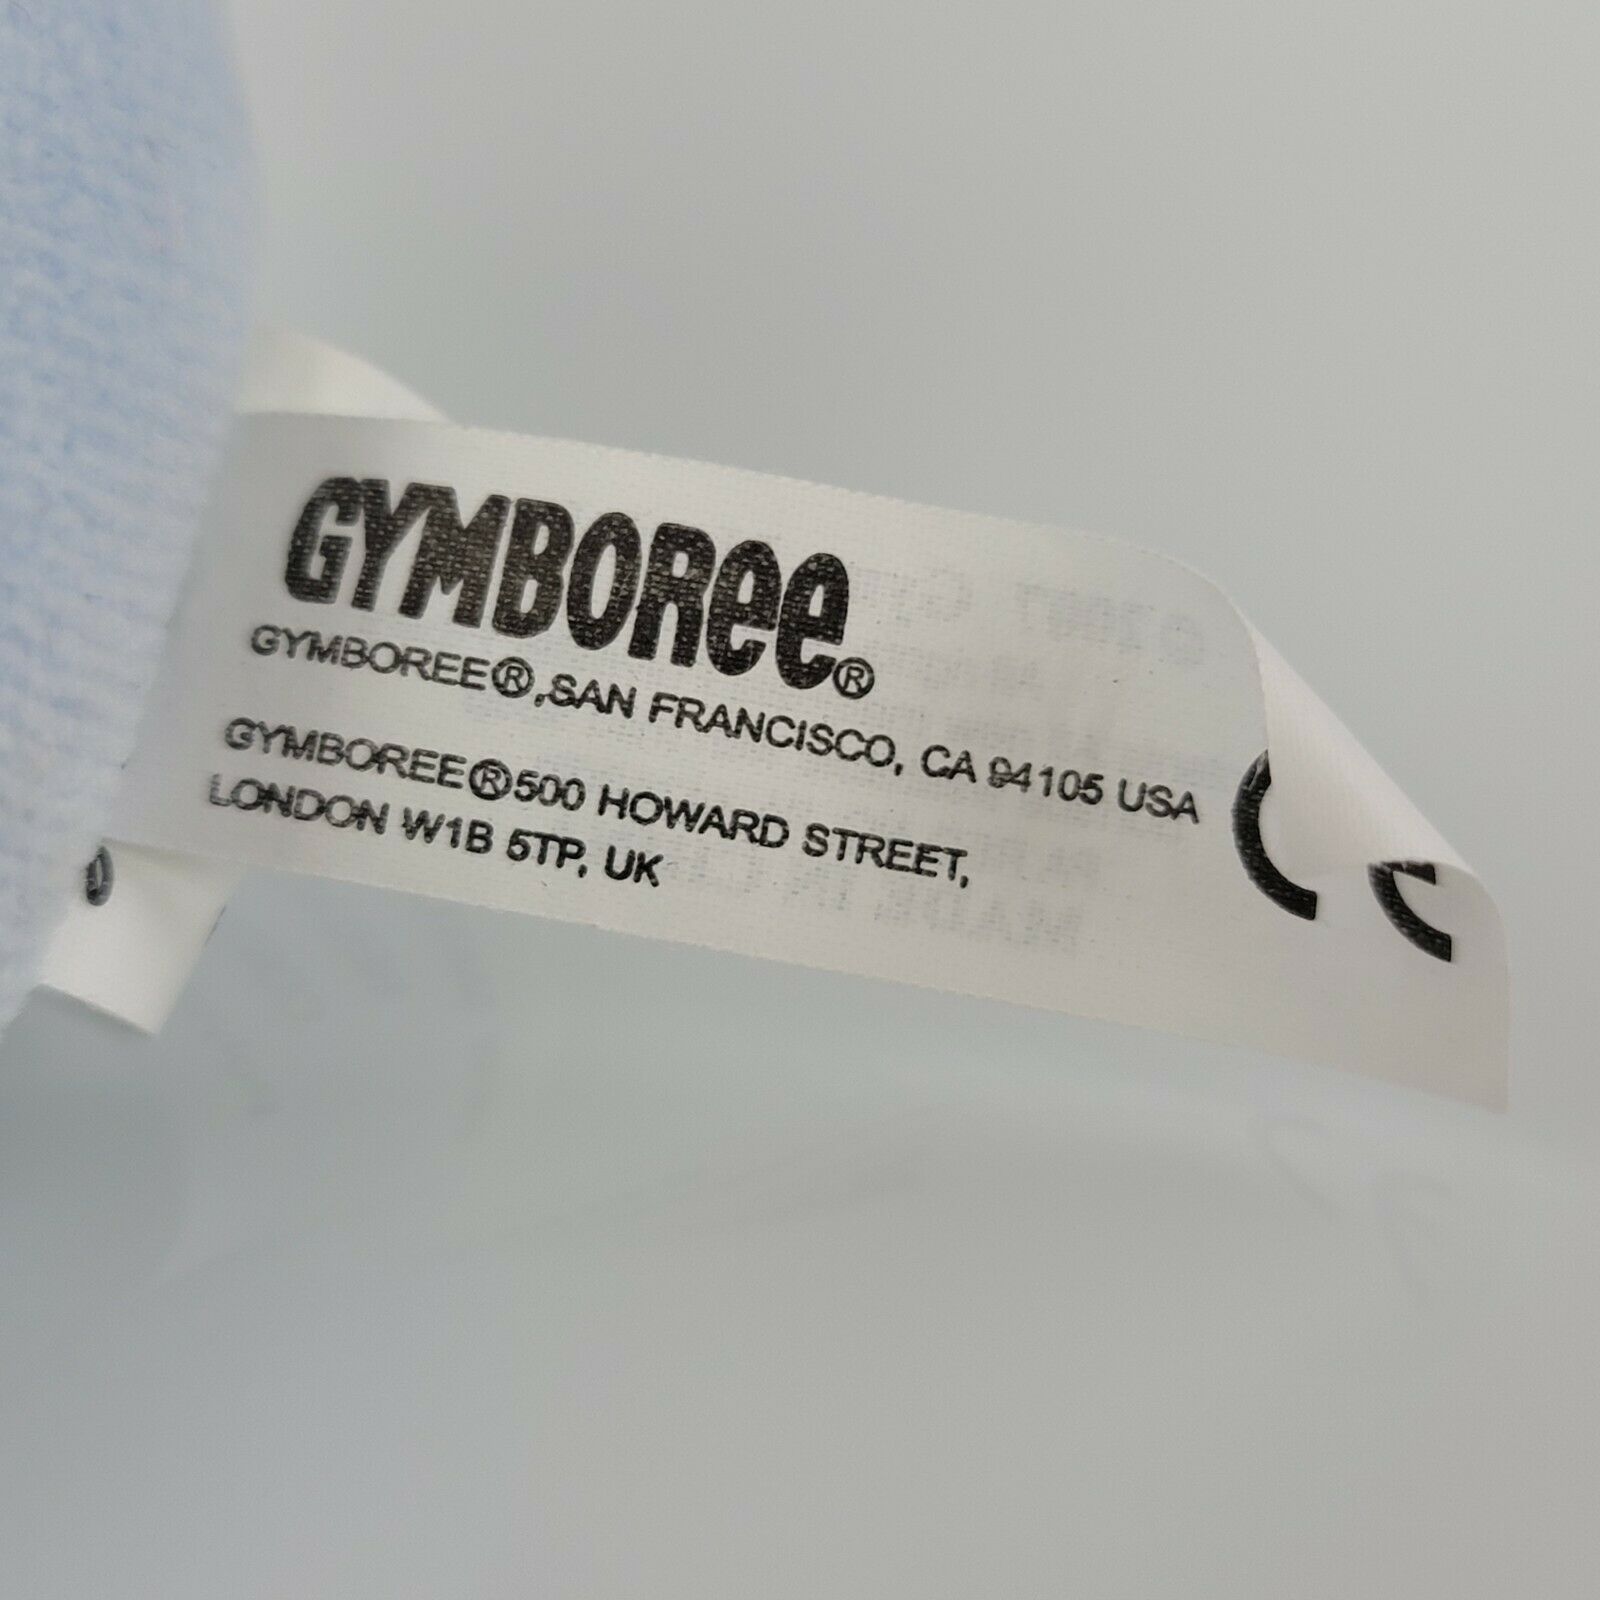 GYMBOREE®
GYMBOREE®,SAN FRANCISCO, CA 94105 USA
GYMBOREE®500 HOWARD STREET,
LONDON W1B 5TP, UK
CE